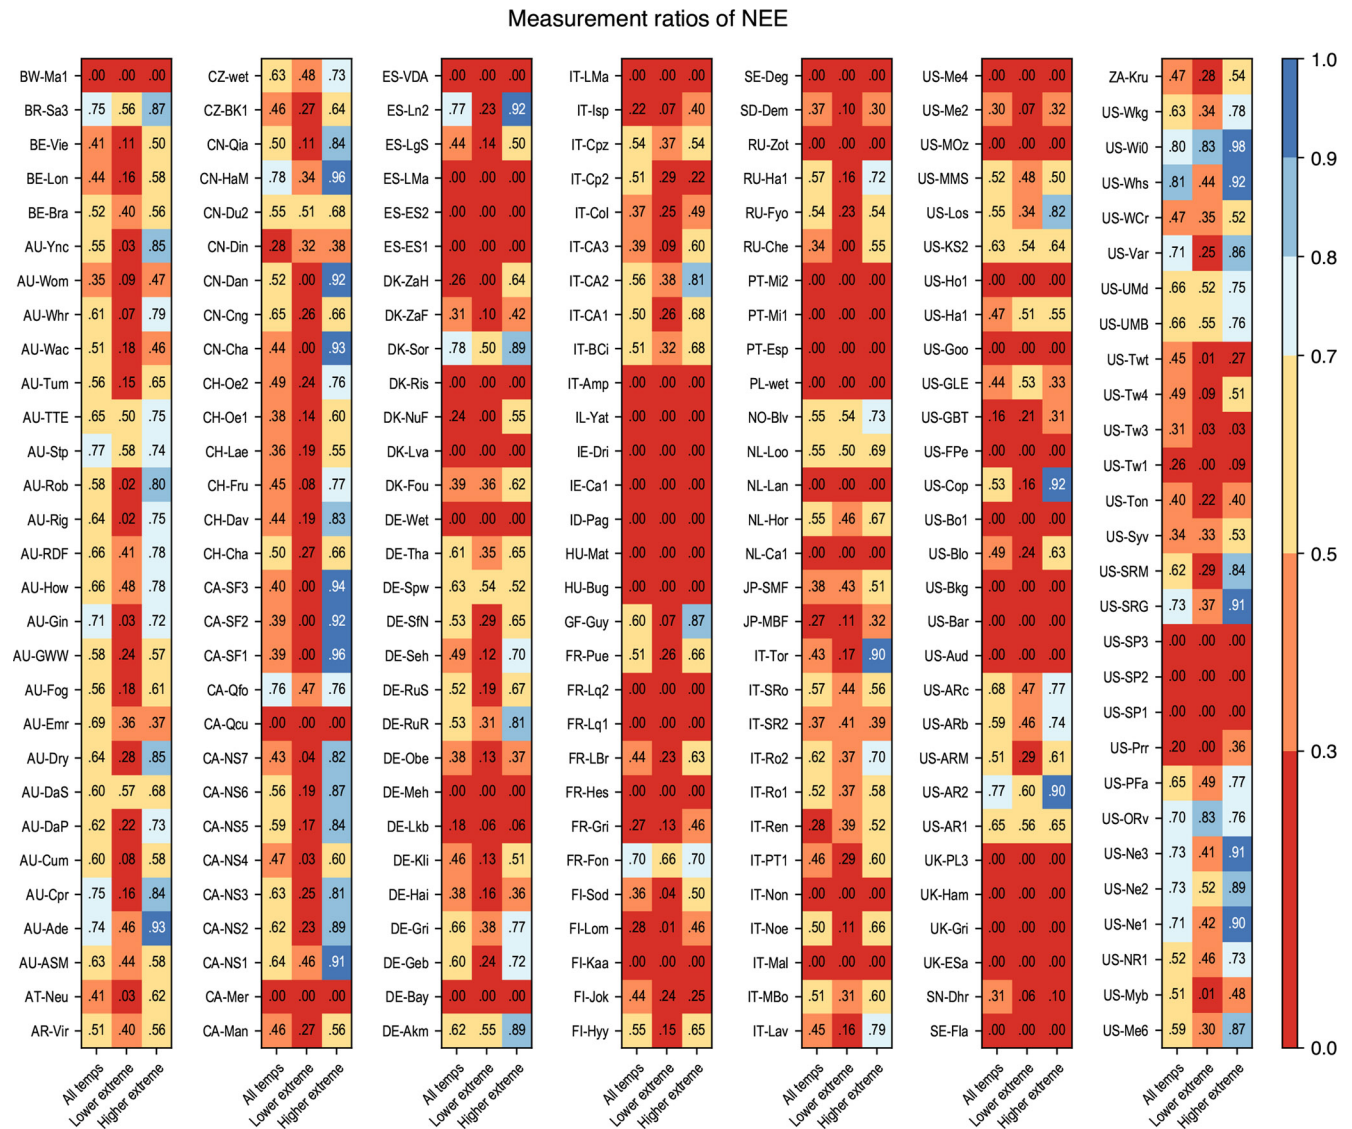 Measurement ratios of NEE
BW-Ma1 .00 .00 .00
BR-Sa3 .75 .56 .87
BE-Vie .41 .11 .50
BE-Lon .44 .16 .58
BE-Bra .52 .40 .56
AU-Ync .55 .03 .85
AU-Wom .35 .09 .47
AU-Whr .61 .07 .79
AU-Wac .51 .18 .46
AU-Tum .56 .15 .65
AU-TTE .65 .50 .75
AU-Stp .77 .58 .74
AU-Rob .58 .02 .80
AU-Rig .64 .02 .75
AU-RDF .66 .41 .78
AU-How .66 .48 .78
AU-Gin .71 .03 .72
AU-GWW .58 .24 .57
AU-Fog .56 .18 .61
AU-Emr .69 .36 .37
AU-Dry .64 .28 .85
AU-DaS .60 .57 .68
AU-DaP .62 .22 .73
AU-Cum .60 .08 .58
AU-Cpr .75 .16 .84
AU-Ade .74 .46 .93
AU-ASM .63 .44 .58
AT-Neu .41 .03 .62
AR-Vir .51 .40 .56
All temps
Lower extreme
Higher extreme
CZ-wet .63 .48 .73
CZ-BK1 .46 .27 .64
CN-Qia .50 .11 .84
CN-HaM .78 .34 .96
CN-Du2 .55 .51 .68
CN-Din .28 .32 .38
CN-Dan .52 .00 .92
CN-Cng .65 .26 .66
CN-Cha .44 .00 .93
CH-Oe2 .49 .24 .76
CH-Oe1 .38 .14 .60
CH-Lae .36 .19 .55
CH-Fru .45 .08 .77
CH-Dav .44 .19 .83
CH-Cha .50 .27 .66
CA-SF3 .40 .00 .94
CA-SF2 .39 .00 .92
CA-SF1 .39 .00 .96
CA-Qfo .76 .47 .76
CA-Qcu .00 .00 .00
CA-NS7 .43 .04 .82
CA-NS6 .56 .19 .87
CA-NS5 .59 .17 .84
CA-NS4 .47 .03 .60
CA-NS3 .63 .25 .81
CA-NS2 .62 .23 .89
CA-NS1 .64 .46 .91
CA-Mer .00 .00 .00
CA-Man .46 .27 .56
All temps
Lower extreme
Higher extreme
ES-VDA .00 .00 .00
ES-Ln2 .77 .23 .92
ES-LgS .44 .14 .50
ES-LMa .00 .00 .00
ES-ES2 .00 .00 .00
ES-ES1 .00 .00 .00
DK-ZaH .26 .00 .64
DK-ZaF .31 .10 .42
DK-Sor .78 .50 .89
DK-Ris .00 .00 .00
DK-NuF .24 .00 .55
DK-Lva .00 .00 .00
DK-Fou .39 .36 .62
DE-Wet .00 .00 .00
DE-Tha .61 .35 .65
DE-Spw .63 .54 .52
DE-SfN .53 .29 .65
DE-Seh .49 .12 .70
DE-RuS .52 .19 .67
DE-RuR .53 .31 .81
DE-Obe .38 .13 .37
DE-Meh .00 .00 .00
DE-Lkb .18 .06 .06
DE-Kli .46 .13 .51
DE-Hai .38 .16 .36
DE-Gri .66 .38 .77
DE-Geb .60 .24 .72
DE-Bay .00 .00 .00
DE-Akm .62 .55 .89
All temps
Lower extreme
Higher extreme
IT-LMa .00 .00 .00
IT-Isp .22 .07 .40
IT-Cpz .54 .37 .54
IT-Cp2 .51 .29 .22
IT-Col .37 .25 .49
IT-CA3 .39 .09 .60
IT-CA2 .56 .38 .81
IT-CA1 .50 .26 .68
IT-BCi .51 .32 .68
IT-Amp .00 .00 .00
IL-Yat .00 .00 .00
IE-Dri .00 .00 .00
IE-Ca1 .00 .00 .00
ID-Pag .00 .00 .00
HU-Mat .00 .00 .00
HU-Bug .00 .00 .00
GF-Guy .60 .07 .87
FR-Pue .51 .26 .66
FR-Lq2 .00 .00 .00
FR-Lq1 .00 .00 .00
FR-LBr .44 .23 .63
FR-Hes .00 .00 .00
FR-Gri .27 .13 .46
FR-Fon .70 .66 .70
FI-Sod .36 .04 .50
FI-Lom .28 .01 .46
FI-Kaa .00 .00 .00
FI-Jok .44 .24 .25
FI-Hyy .55 .15 .65
All temps
Lower extreme
Higher extreme
SE-Deg .00 .00 .00
SD-Dem .37 .10 .30
RU-Zot .00 .00 .00
RU-Ha1 .57 .16 .72
RU-Fyo .54 .23 .54
RU-Che .34 .00 .55
PT-Mi2 .00 .00 .00
PT-Mi1 .00 .00 .00
PT-Esp .00 .00 .00
PL-wet .00 .00 .00
NO-Blv .55 .54 .73
NL-Loo .55 .50 .69
NL-Lan .00 .00 .00
NL-Hor .55 .46 .67
NL-Ca1 .00 .00 .00
JP-SMF .38 .43 .51
JP-MBF .27 .11 .32
IT-Tor .43 .17 .90
IT-SRo .57 .44 .56
IT-SR2 .37 .41 .39
IT-Ro2 .62 .37 .70
IT-Ro1 .52 .37 .58
IT-Ren .28 .39 .52
IT-PT1 .46 .29 .60
IT-Non .00 .00 .00
IT-Noe .50 .11 .66
IT-Mal .00 .00 .00
IT-MBo .51 .31 .60
IT-Lav .45 .16 .79
All temps
Lower extreme
Higher extreme
US-Me4 .00 .00 .00
US-Me2 .30 .07 .32
US-MOz .00 .00 .00
US-MMS .52 .48 .50
US-Los .55 .34 .82
US-KS2 .63 .54 .64
US-Ho1 .00 .00 .00
US-Ha1 .47 .51 .55
US-Goo .00 .00 .00
US-GLE .44 .53 .33
US-GBT .16 .21 .31
US-FPe .00 .00 .00
US-Cop .53 .16 .92
US-Bo1 .00 .00 .00
US-Blo .49 .24 .63
US-Bkg .00 .00 .00
US-Bar .00 .00 .00
US-Aud .00 .00 .00
US-ARc .68 .47 .77
US-ARb .59 .46 .74
US-ARM .51 .29 .61
US-AR2 .77 .60 .90
US-AR1 .65 .56 .65
UK-PL3 .00 .00 .00
UK-Ham .00 .00 .00
UK-Gri .00 .00 .00
UK-ESa .00 .00 .00
SN-Dhr .31 .06 .10
SE-Fla .00 .00 .00
All temps
Lower extreme
Higher extreme
ZA-Kru .47 .28 .54
US-Wkg .63 .34 .78
US-Wi0 .80 .83 .98
US-Whs .81 .44 .92
US-WCr .47 .35 .52
US-Var .71 .25 .86
US-UMd .66 .52 .75
US-UMB .66 .55 .76
US-Twt .45 .01 .27
US-Tw4 .49 .09 .51
US-Tw3 .31 .03 .03
US-Tw1 .26 .00 .09
US-Ton .40 .22 .40
US-Syv .34 .33 .53
US-SRM .62 .29 .84
US-SRG .73 .37 .91
US-SP3 .00 .00 .00
US-SP2 .00 .00 .00
US-SP1 .00 .00 .00
US-Prr .20 .00 .36
US-PFa .65 .49 .77
US-ORv .70 .83 .76
US-Ne3 .73 .41 .91
US-Ne2 .73 .52 .89
US-Ne1 .71 .42 .90
US-NR1 .52 .46 .73
US-Myb .51 .01 .48
US-Me6 .59 .30 .87
All temps
Lower extreme
Higher extreme
1.0
0.9
0.8
0.7
0.5
0.3
0.0